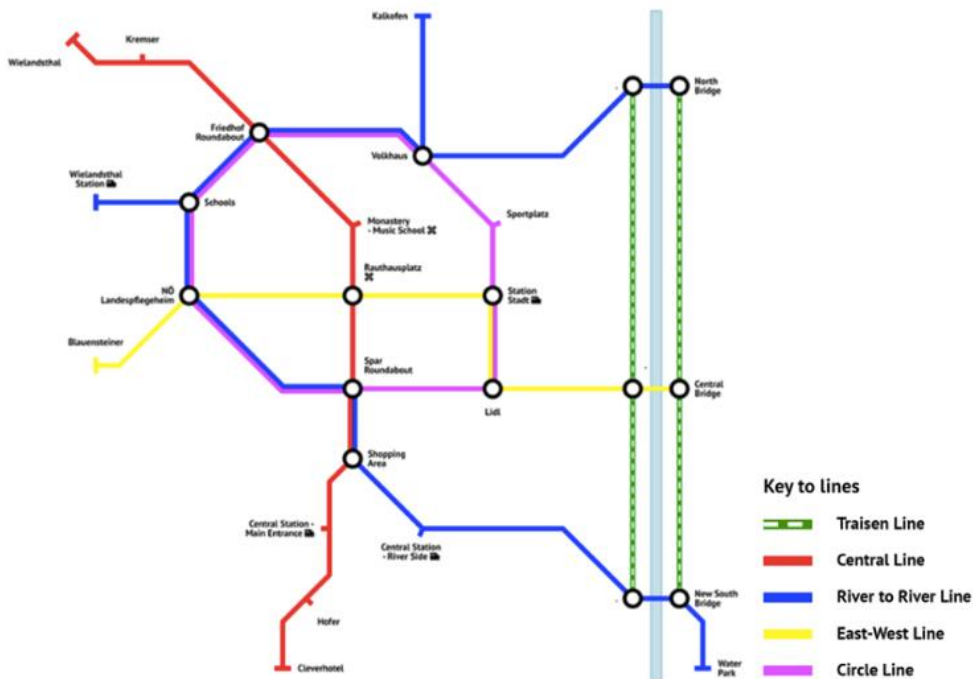 Kalkofen
Kremser
Wielandsthal
North
Bridge
Friedhof
Roundabout
Volkhaus
Wielandsthal
Station
Schools
Sportplatz
Monastery
- Music School
Rauthausplatz
NÖ
Landespflegeheim
Station
Stadt
Blauensteiner
Spar
Roundabout
Central
Bridge
Lidl
Shopping
Area
Key to lines
Central Station -
Main Entrance
Traisen Line
Central Station
- River Side
Central Line
New South
Bridge
River to River Line
Hofer
East-West Line
Cleverhotel
Water
Park
Circle Line